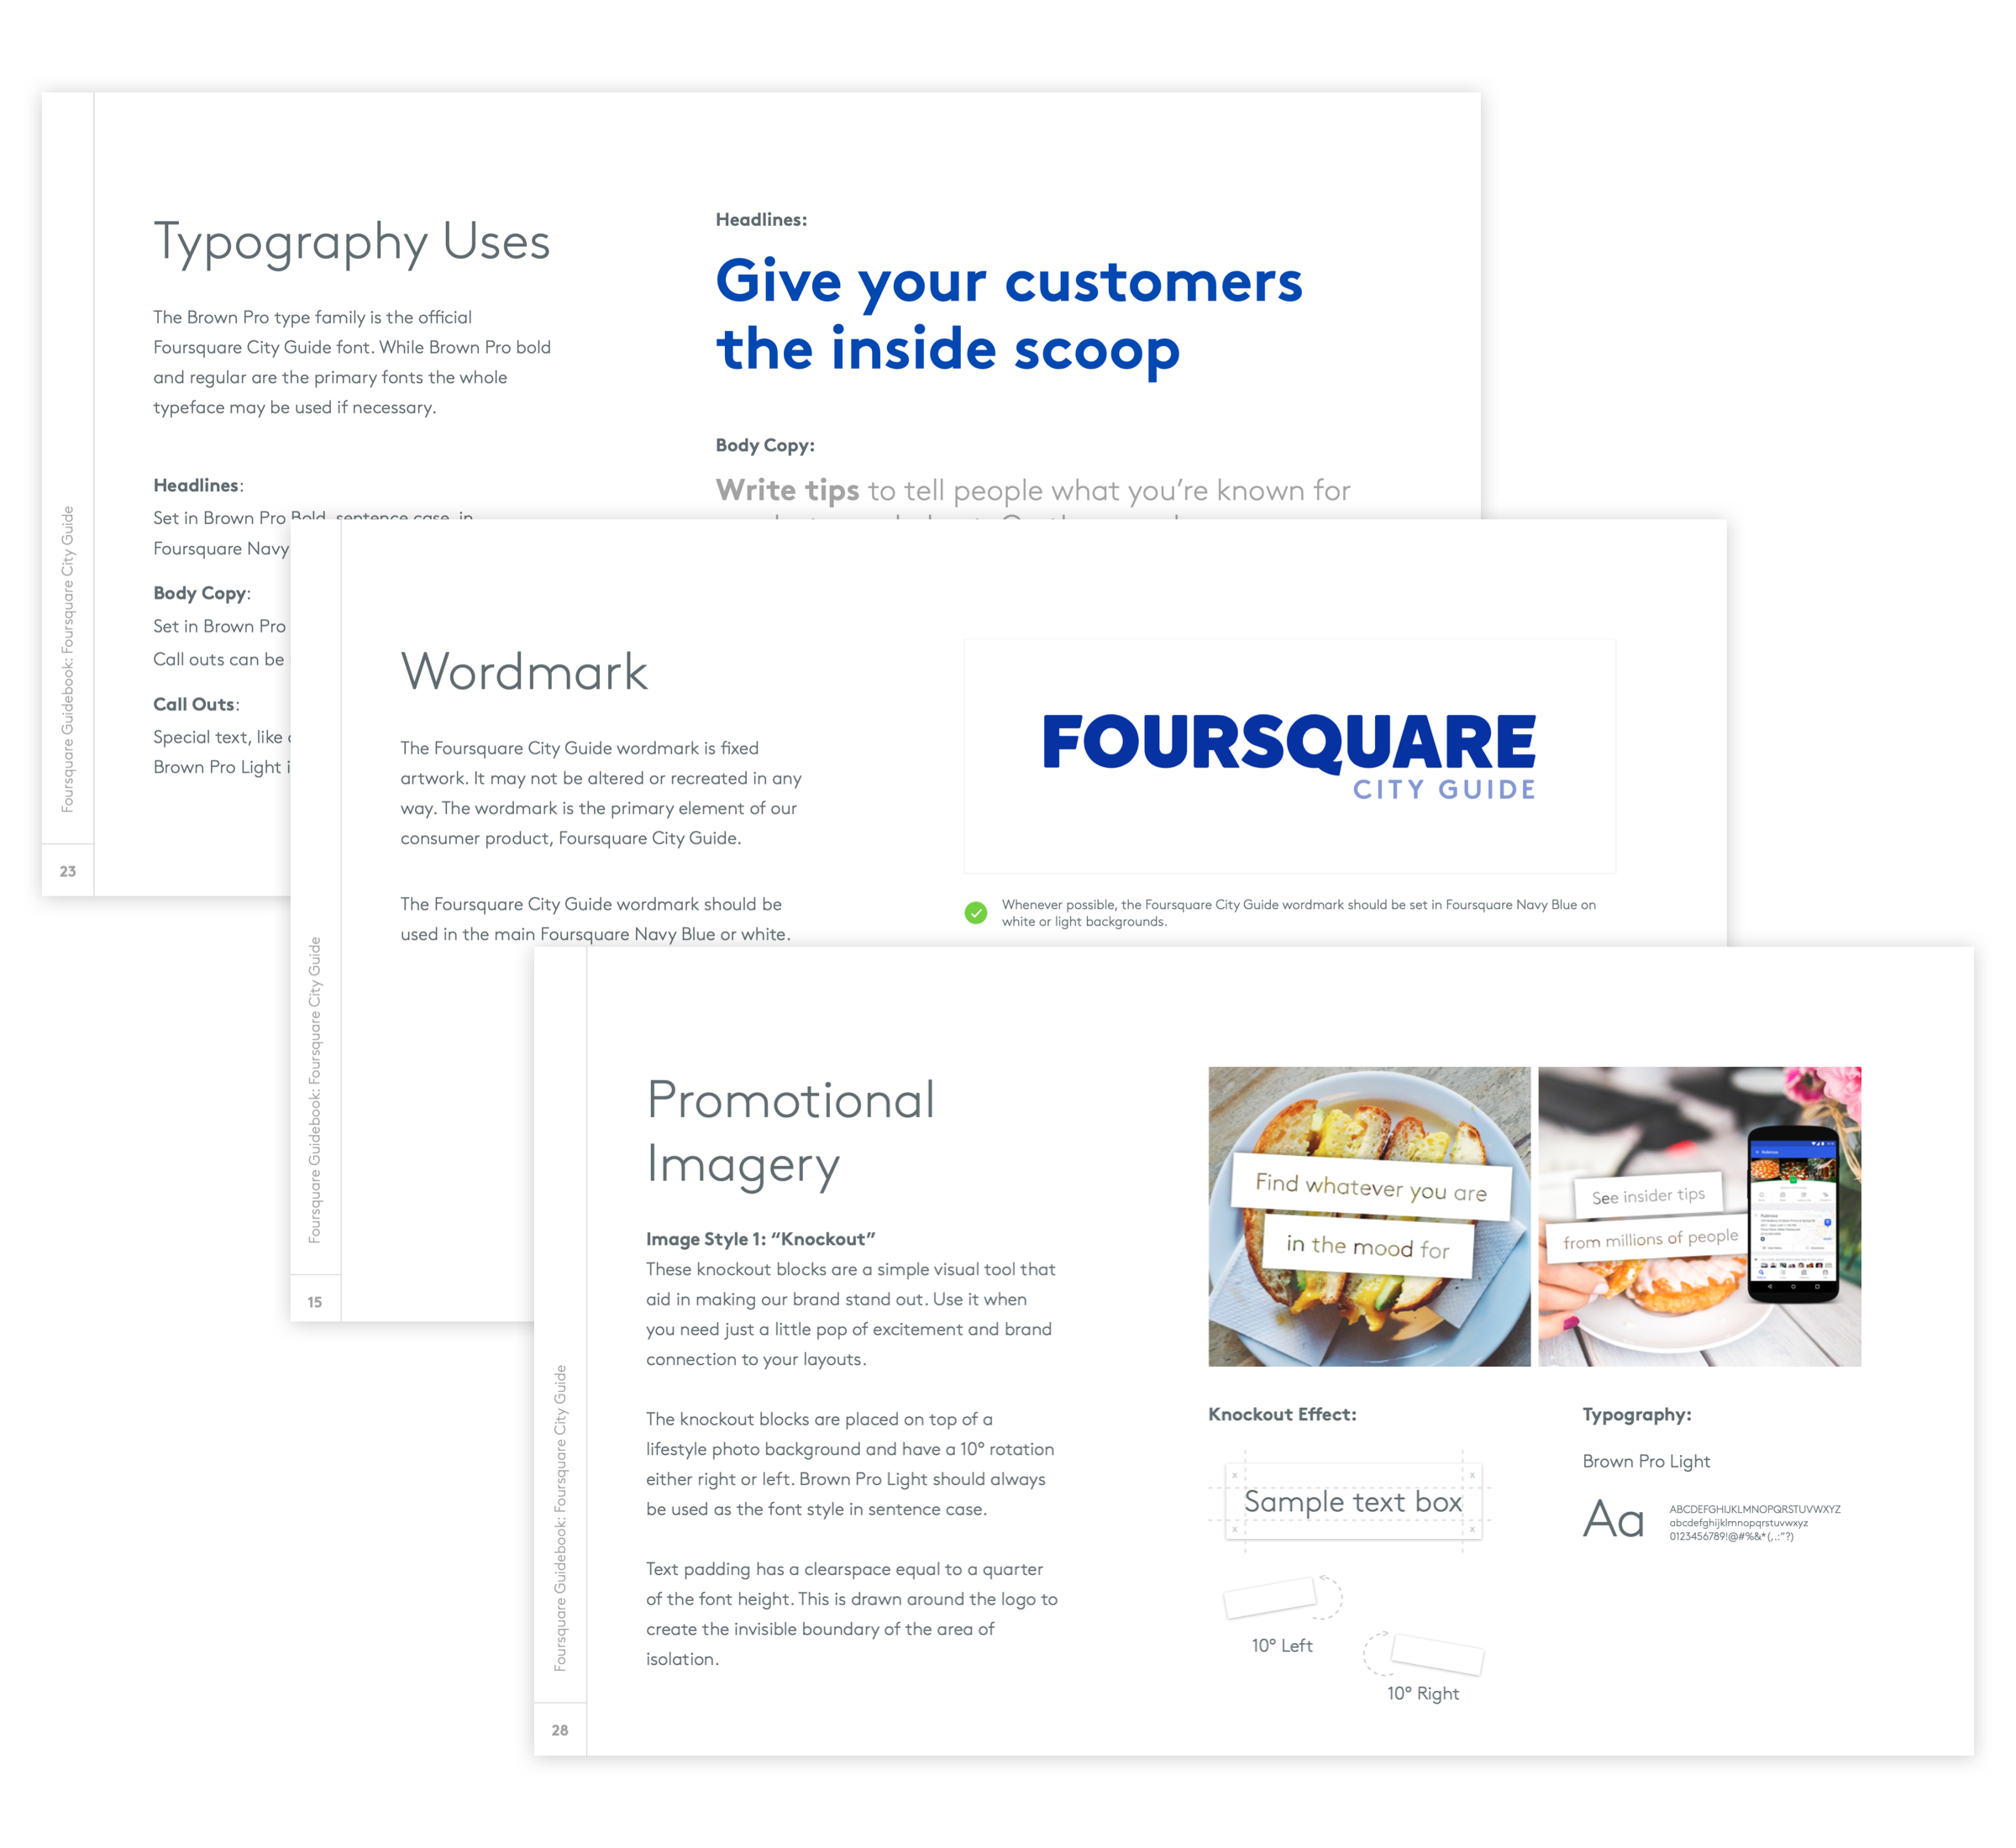 Typography Uses
The Brown Pro type family is the official
Foursquare City Guide font. While Brown Pro bold
and regular are the primary fonts the whole
typeface may be used if necessary.
Headlines:
Set in Brown Pro Bold, sentence case, in
Foursquare Navy
Body Copy:
Set in Brown Pro
Call outs can be
Call Outs:
Special text, like
Brown Pro Light
Headlines:
Give your customers
the inside scoop
Body Copy:
Write tips to tell people what you’re known for
Foursquare Guidebook: Foursquare City Guide
23
Wordmark
The Foursquare City Guide wordmark is fixed
artwork. It may not be altered or recreated in any
way. The wordmark is the primary element of our
consumer product, Foursquare City Guide.
The Foursquare City Guide wordmark should be
used in the main Foursquare Navy Blue or white.
FOURSQUARE
CITY GUIDE
Whenever possible, the Foursquare City Guide wordmark should be set in Foursquare Navy Blue on
white or light backgrounds.
Foursquare Guidebook: Foursquare City Guide
15
Promotional
Imagery
Image Style 1: “Knockout”
These knockout blocks are a simple visual tool that
aid in making our brand stand out. Use it when
you need just a little pop of excitement and brand
connection to your layouts.
The knockout blocks are placed on top of a
lifestyle photo background and have a 10° rotation
either right or left. Brown Pro Light should always
be used as the font style in sentence case.
Text padding has a clearspace equal to a quarter
of the font height. This is drawn around the logo to
create the invisible boundary of the area of
isolation.
Find whatever you are
in the mood for
See insider tips
from millions of people
Knockout Effect:
x x
Sample text box
x x
10° Left
10° Right
Typography:
Brown Pro Light
Aa
ABCDEFGHIJKLMNOPQRSTUVWXYZ
abcdefghijklmnopqrstuvwxyz
0123456789!@#%&*(,.:”?)
Foursquare Guidebook: Foursquare City Guide
28